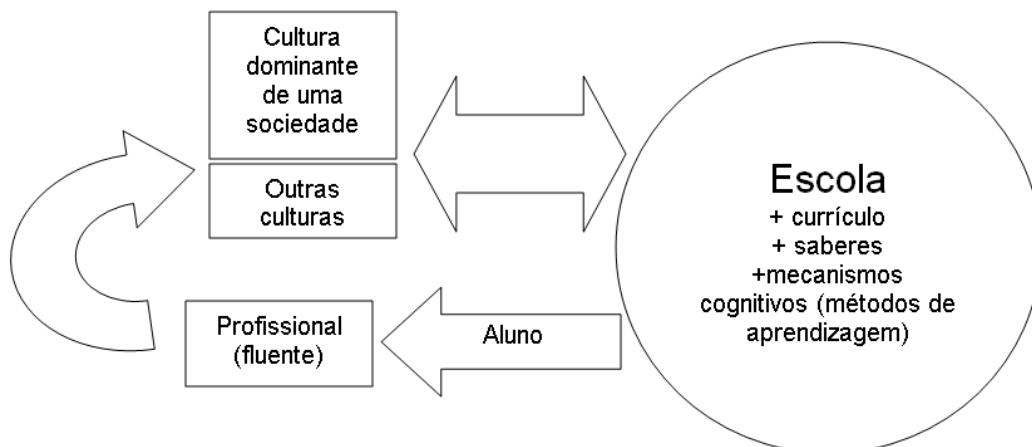 Cultura
dominante
de uma
sociedade
Outras
culturas
Escola
+ currículo
+ saberes
+mecanismos
cognitivos (métodos de
aprendizagem)
Profissional
(fluente)
Aluno